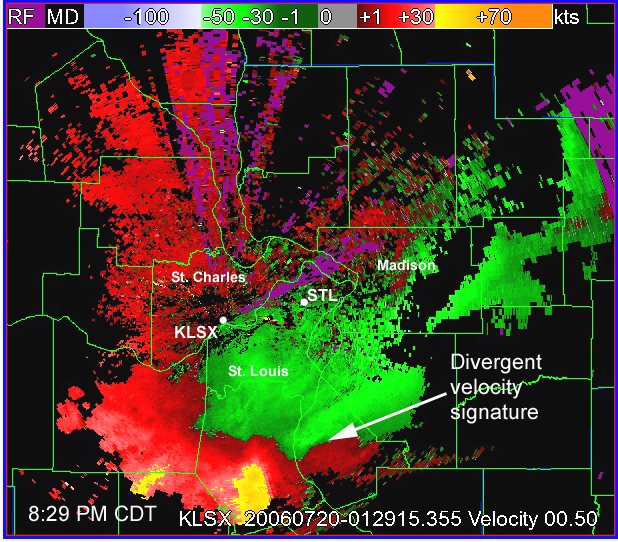 RF MD -100 -50 -30 -1 0 +1 +30 +70 kts
St. Charles
Madison
STL
KLSX
St. Louis
Divergent
velocity
signature
8:29 PM CDT
KLSX 20060720-012915.355 Velocity 00.50